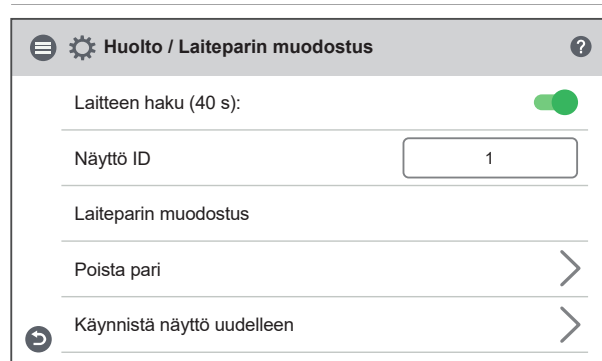 Huolto / Laiteparin muodostus ?
Laitteen haku (40 s):
Näyttö ID 1
Laiteparin muodostus
Poista pari
Käynnistä näyttö uudelleen